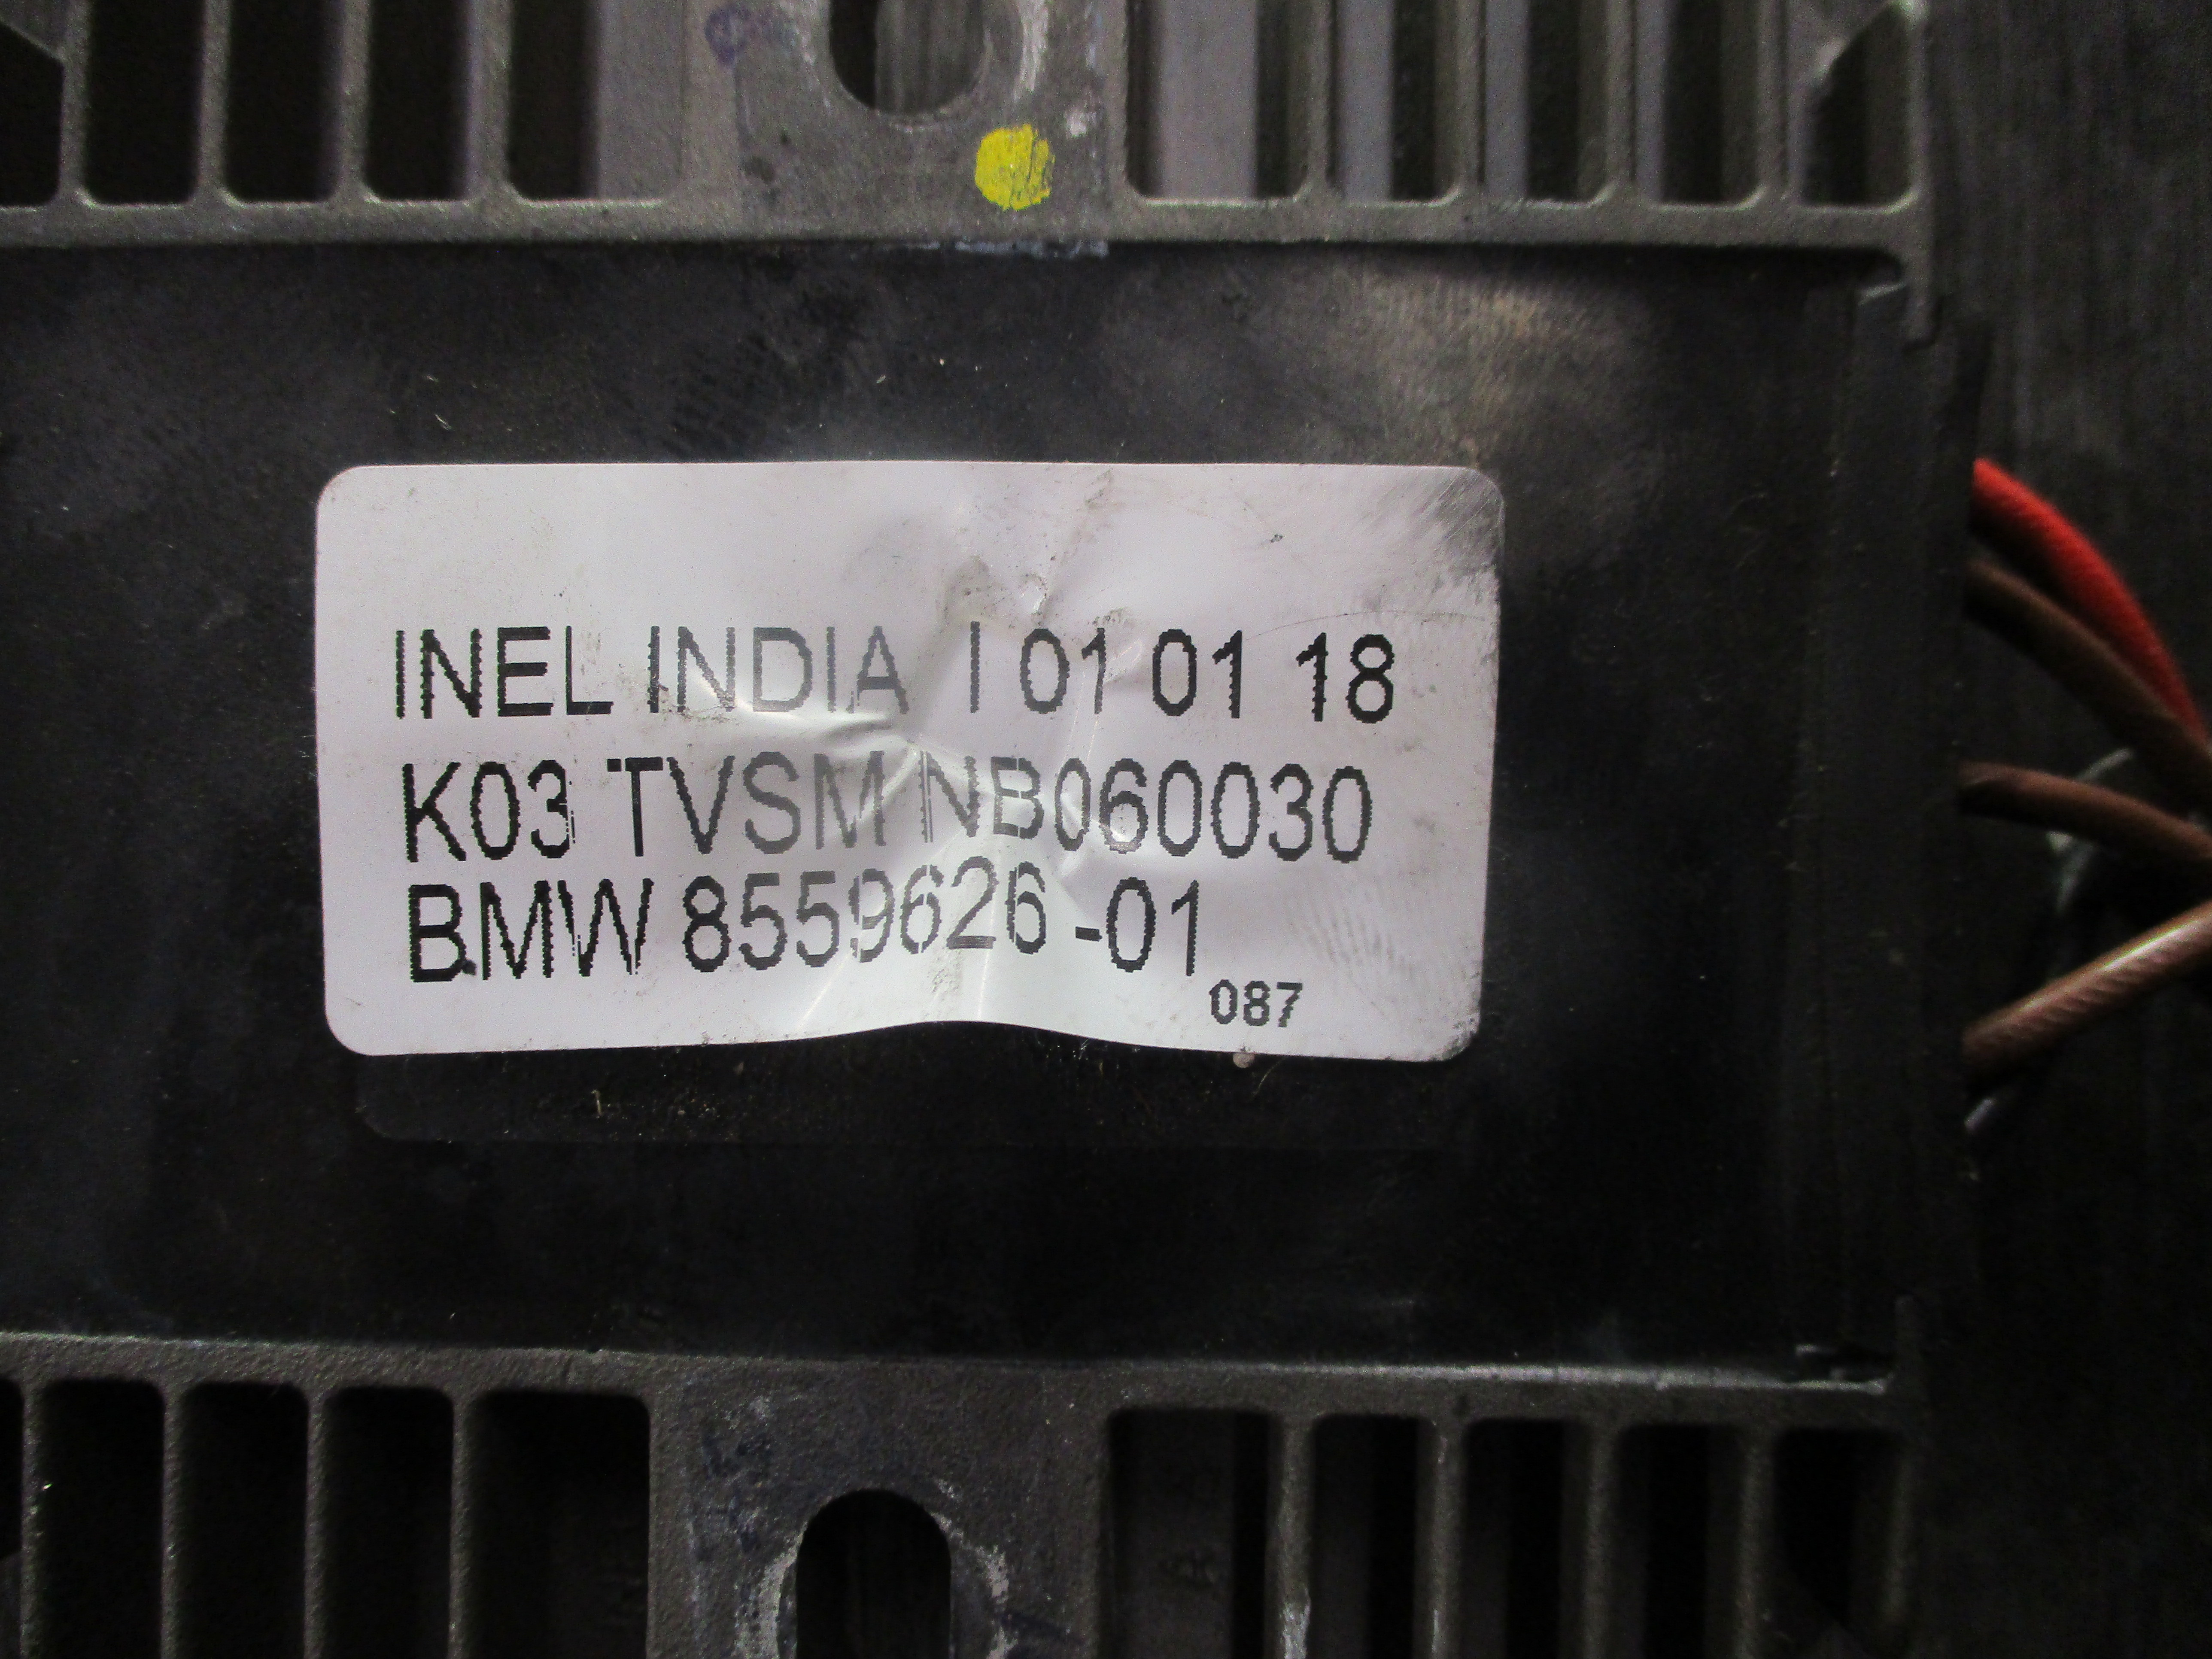 INEL INDIA I 01 01 18
K03 TVSM NB060030
BMW 8559626-01
087